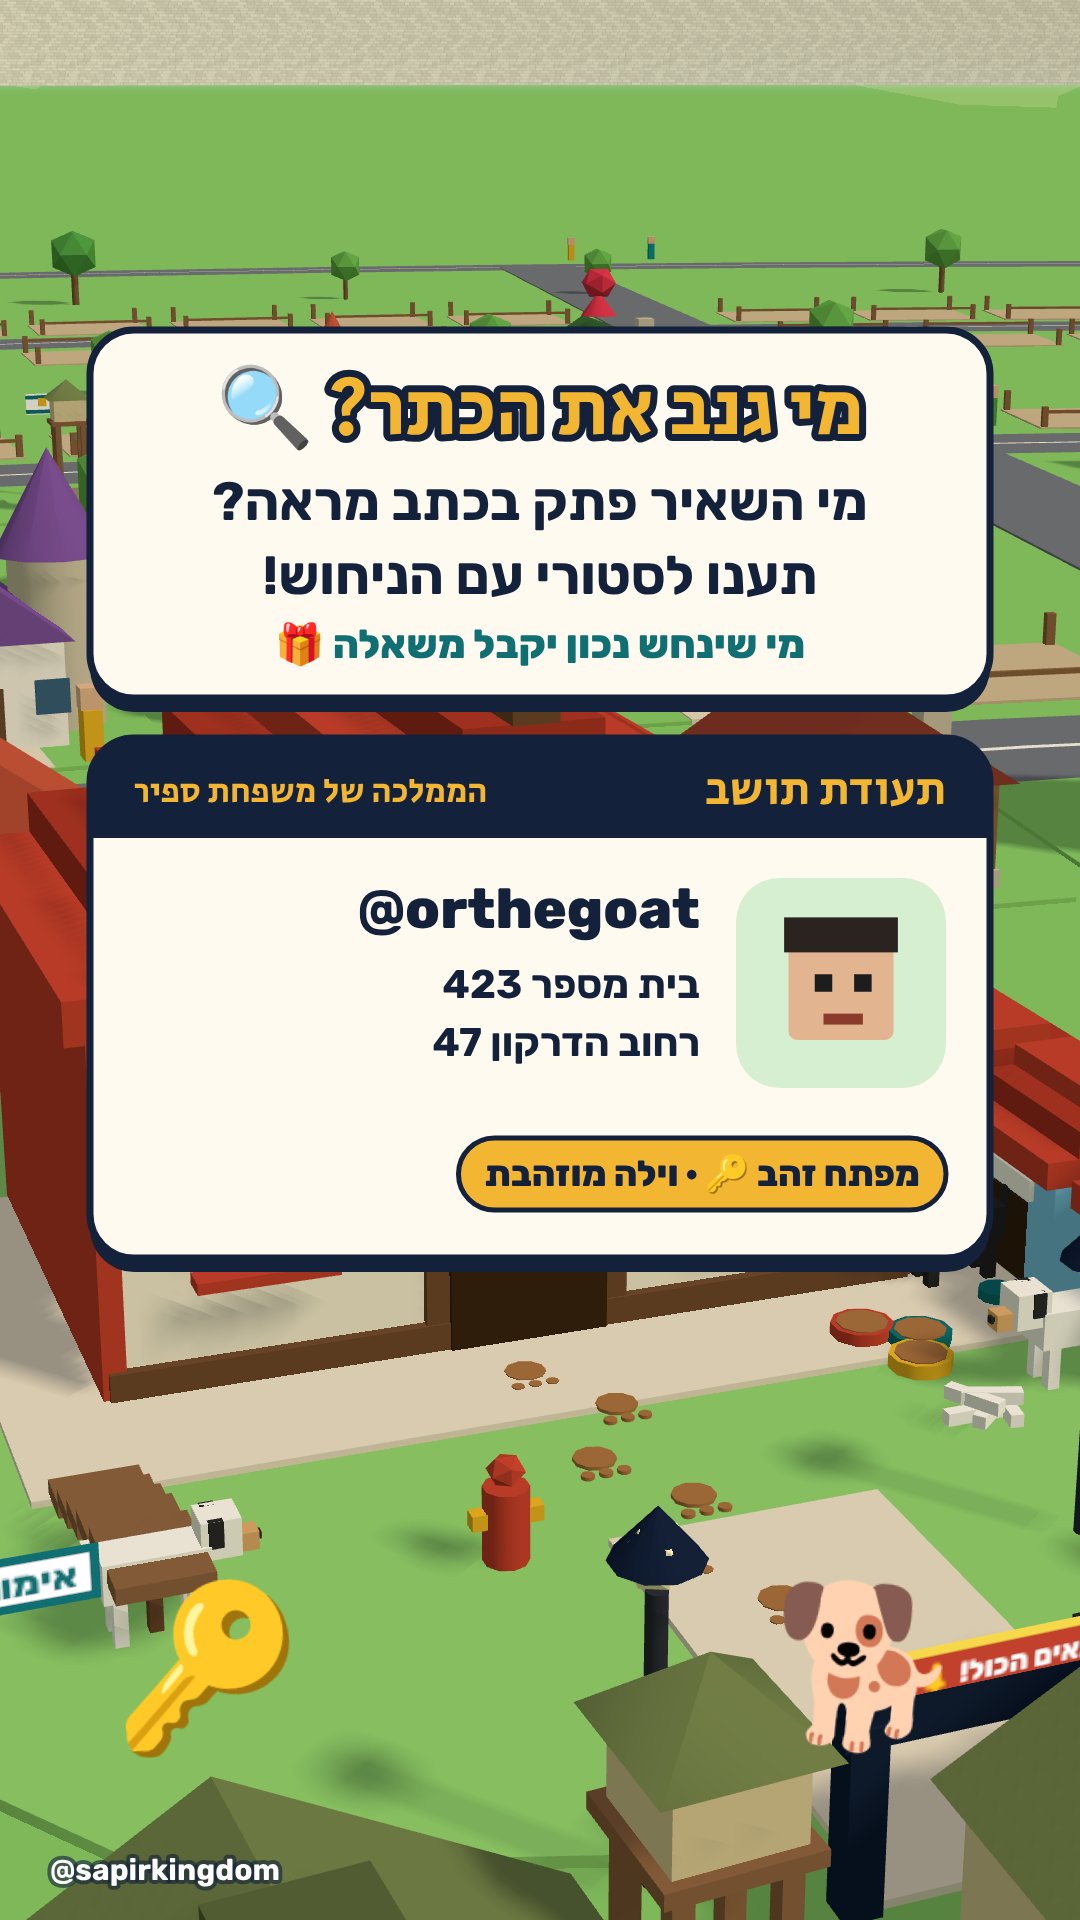 מי גנב את הכתר? 🔍
מי השאיר פתק בכתב מראה?
תענו לסטורי עם הניחוש!
מי שינחש נכון יקבל משאלה 🎁
תעודת תושב
הממלכה של משפחת ספיר
@orthegoat
בית מספר 423
רחוב הדרקון 47
מפתח זהב 🔑 • וילה מוזהבת
הכול!
@sapirkingdom